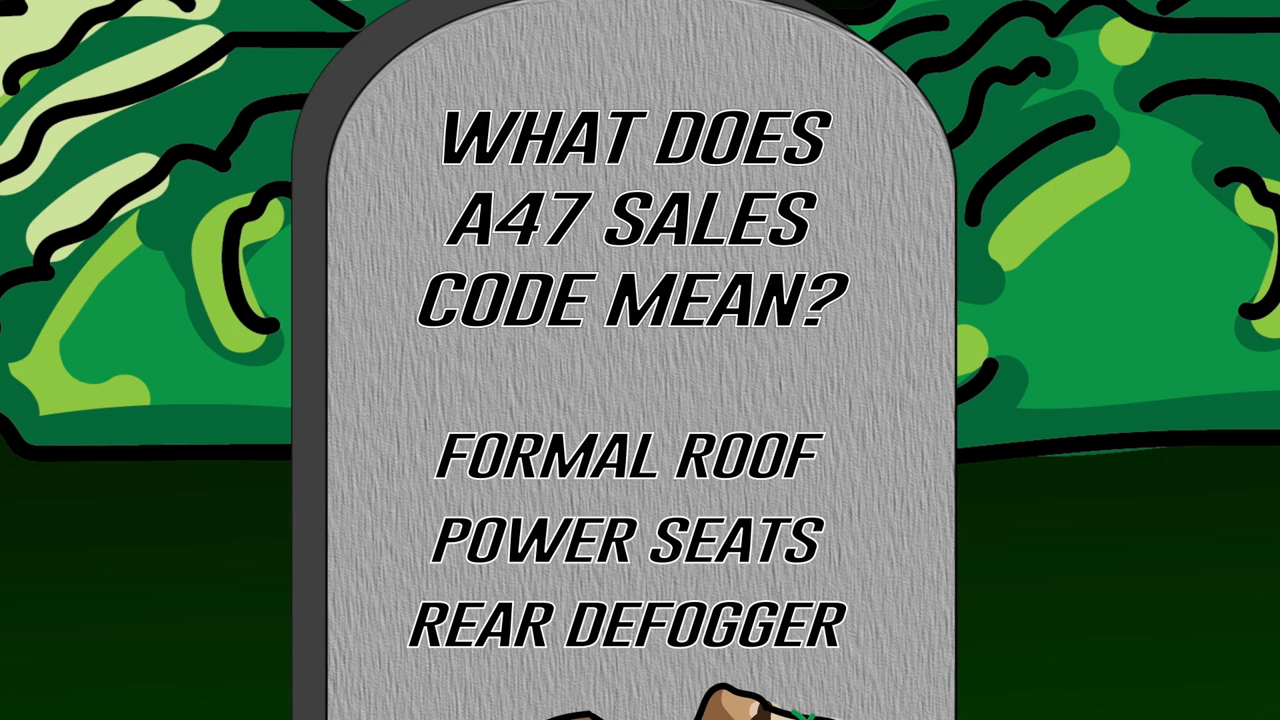 WHAT DOES
A47 SALES
CODE MEAN?
FORMAL ROOF
POWER SEATS
REAR DEFOGGER